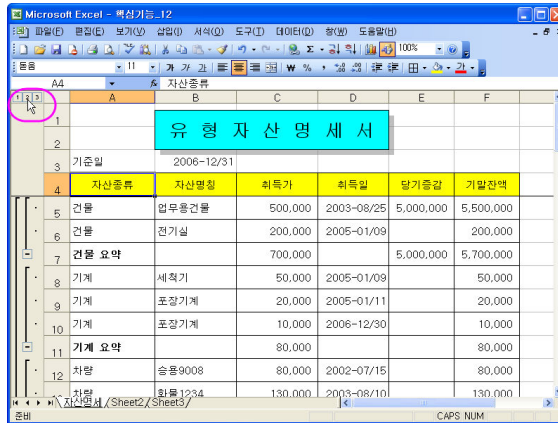 Microsoft Excel - 핵심기능_12
파일(F) 편집(E) 보기(V) 삽입(I) 서식(O) 도구(T) 데이터(D) 창(W) 도움말(H)
100%
돋움 11 가 가 가 % 가
A4 fx 자산종류
1 2 3 A B C D E F
1 유 형 자 산 명 세 서
2
3 기준일 2006-12/31
4 자산종류 자산명칭 취득가 취득일 당기증감 기말잔액
5 건물 업무용건물 500,000 2003-08/25 5,000,000 5,500,000
6 건물 전기실 200,000 2005-01/09 200,000
7 건물 요약 700,000 5,000,000 5,700,000
8 기계 세척기 50,000 2005-01/09 50,000
9 기계 포장기계 20,000 2005-01/11 20,000
10 기계 포장기계 10,000 2006-12/30 10,000
11 기계 요약 80,000 80,000
12 차량 승용9008 80,000 2002-07/15 80,000
차량 화물1234 130,000 2003-08/10 130,000
자산명세 / Sheet2 / Sheet3 /
준비 CAPS NUM